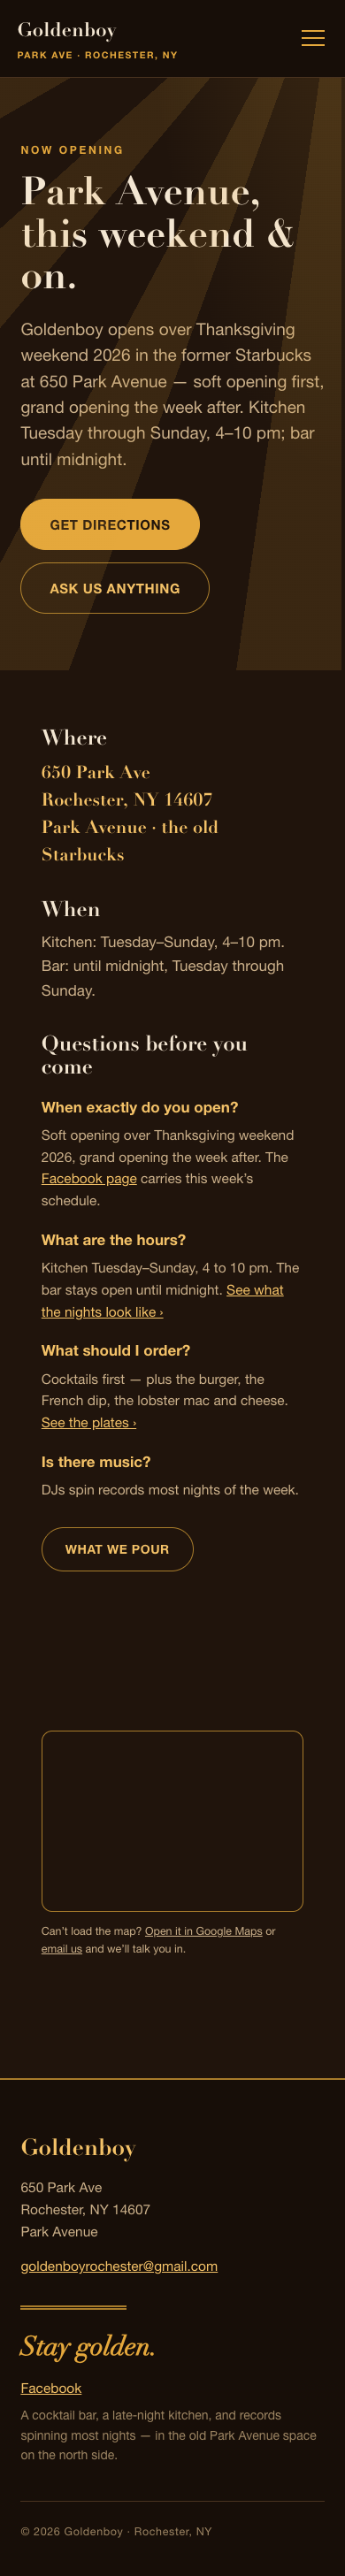 Goldenboy
PARK AVE · ROCHESTER, NY
NOW OPENING
Park Avenue,
this weekend &
on.
Goldenboy opens over Thanksgiving
weekend 2026 in the former Starbucks
at 650 Park Avenue — soft opening first,
grand opening the week after. Kitchen
Tuesday through Sunday, 4–10 pm; bar
until midnight.
GET DIRECTIONS
ASK US ANYTHING
Where
650 Park Ave
Rochester, NY 14607
Park Avenue · the old
Starbucks
When
Kitchen: Tuesday–Sunday, 4–10 pm.
Bar: until midnight, Tuesday through
Sunday.
Questions before you
come
When exactly do you open?
Soft opening over Thanksgiving weekend
2026, grand opening the week after. The
Facebook page carries this week’s
schedule.
What are the hours?
Kitchen Tuesday–Sunday, 4 to 10 pm. The
bar stays open until midnight. See what
the nights look like ›
What should I order?
Cocktails first — plus the burger, the
French dip, the lobster mac and cheese.
See the plates ›
Is there music?
DJs spin records most nights of the week.
WHAT WE POUR
Can’t load the map? Open it in Google Maps or
email us and we’ll talk you in.
Goldenboy
650 Park Ave
Rochester, NY 14607
Park Avenue
goldenboyrochester@gmail.com
Stay golden.
Facebook
A cocktail bar, a late-night kitchen, and records
spinning most nights — in the old Park Avenue space
on the north side.
© 2026 Goldenboy · Rochester, NY